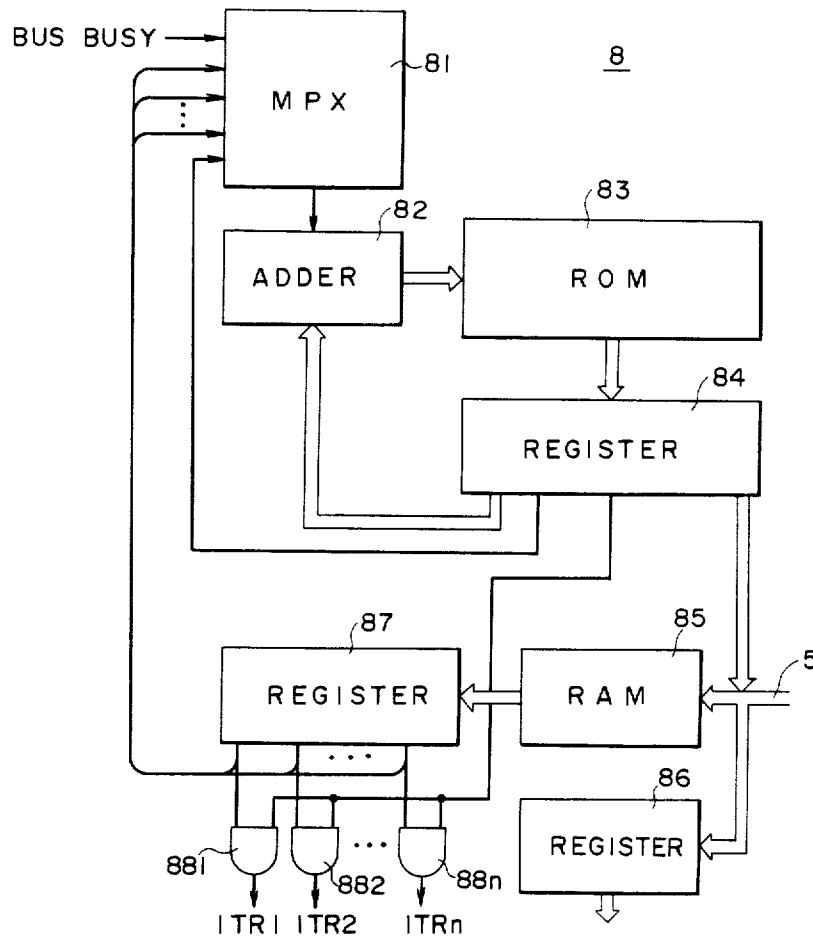 BUS BUSY
81
8
MPX
82
83
ADDER
ROM
84
REGISTER
87
85
5
REGISTER
RAM
...
86
881
882
...
88n
REGISTER
ITR1 ITR2 ITRn